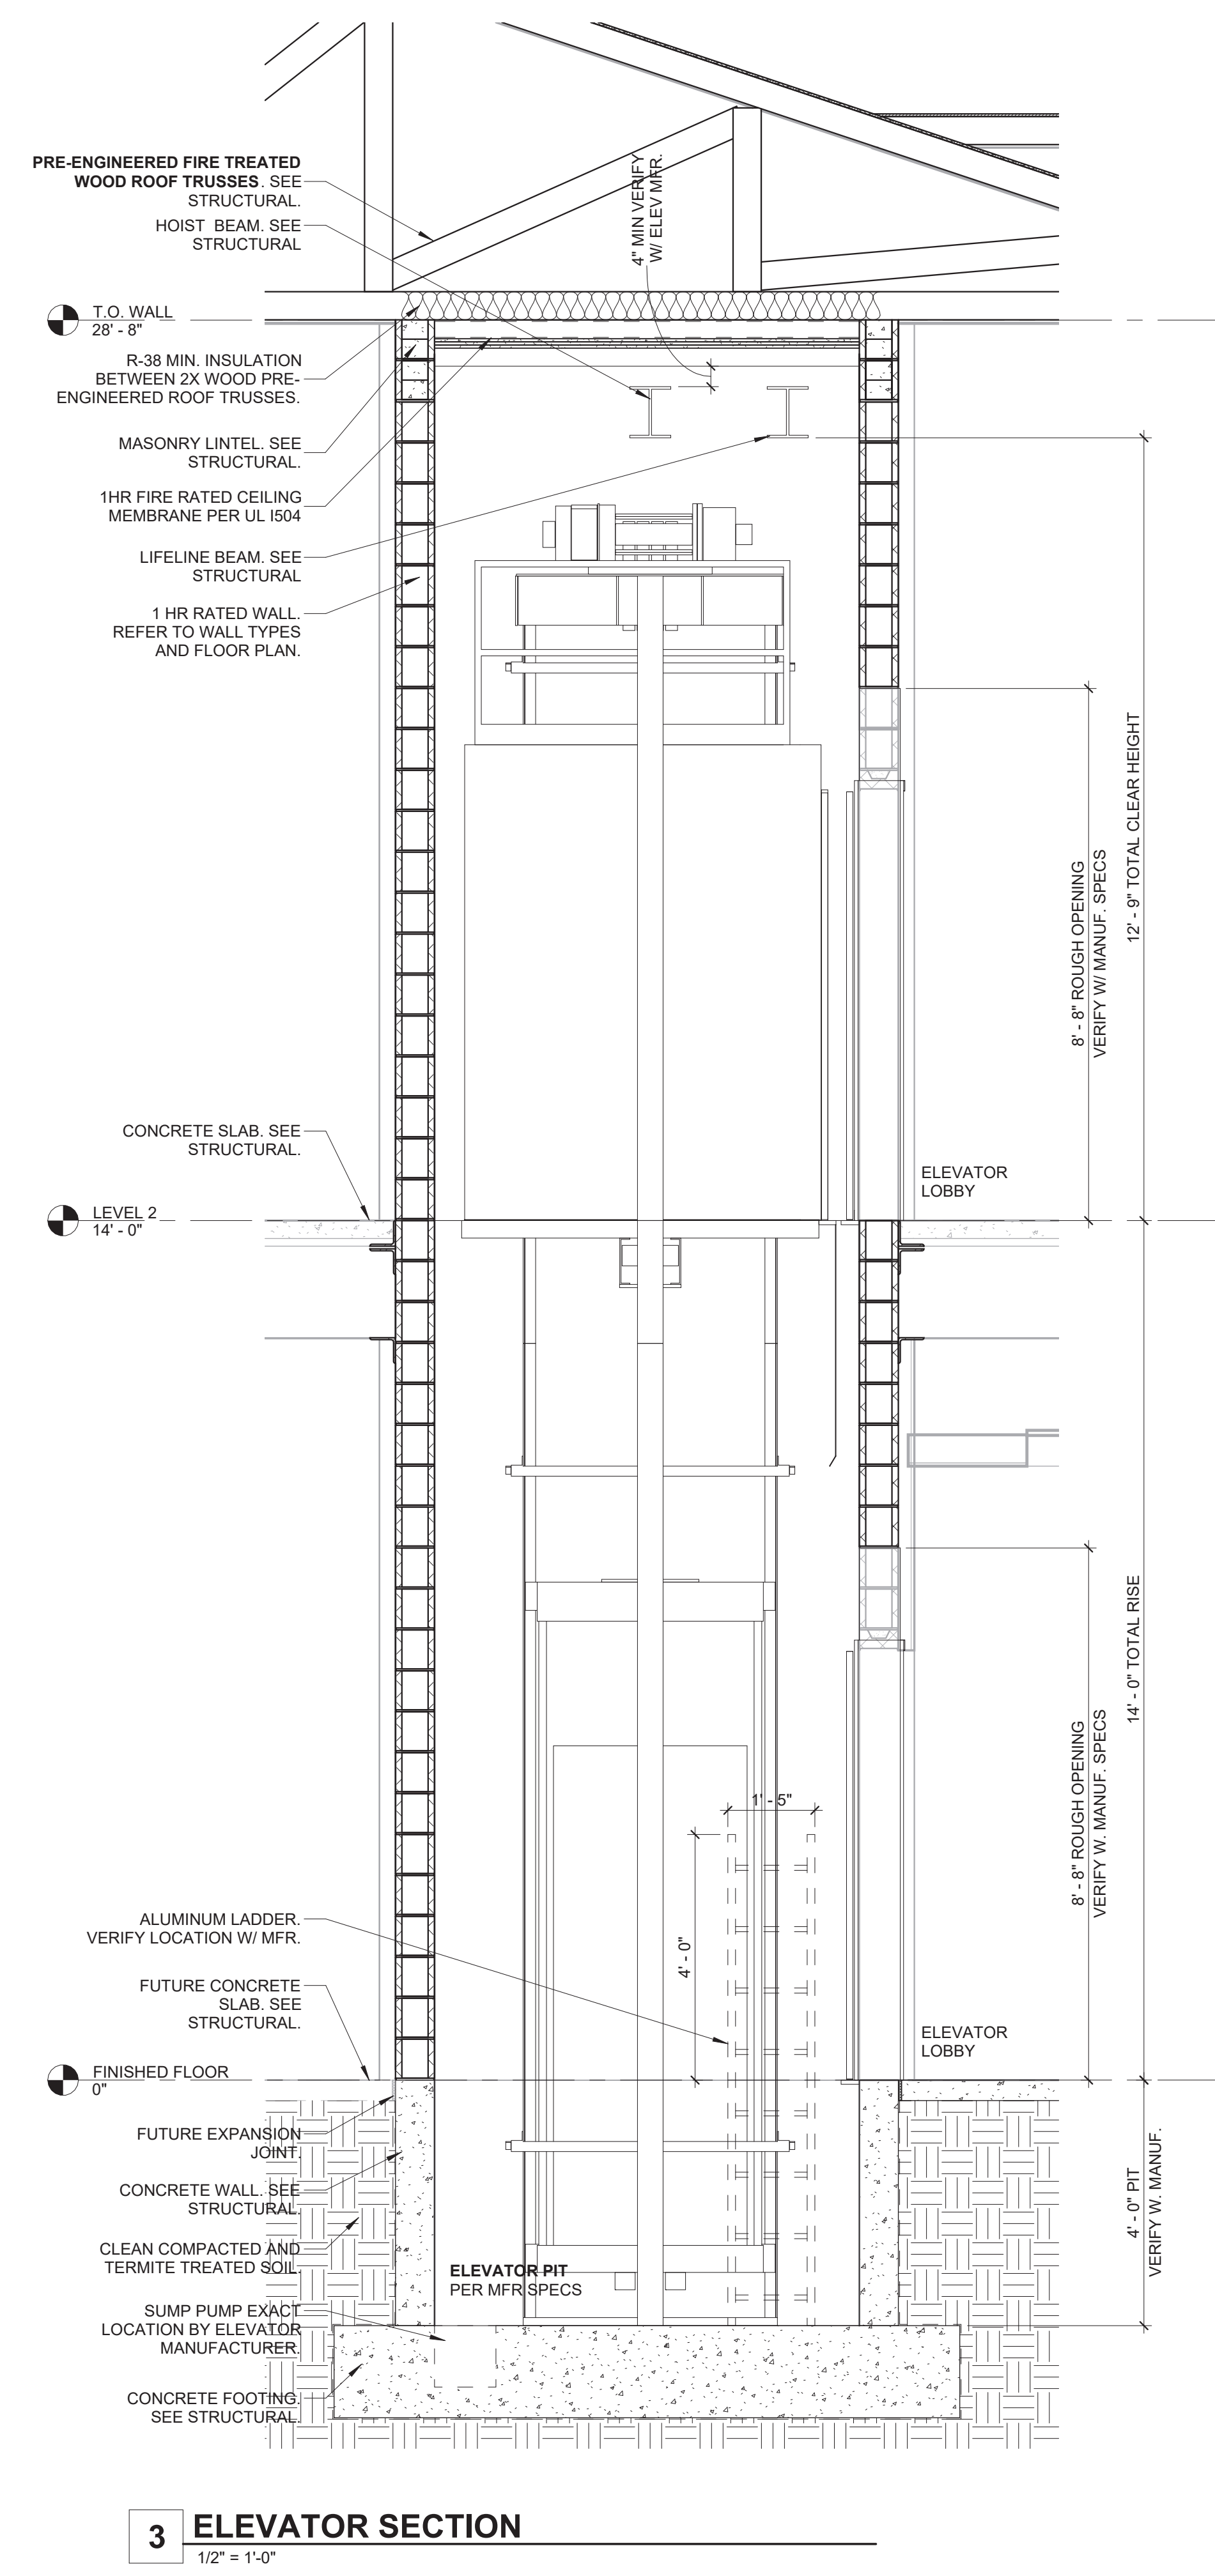 PRE-ENGINEERED FIRE TREATED
WOOD ROOF TRUSSES. SEE
STRUCTURAL.
HOIST BEAM. SEE
STRUCTURAL
4" MIN VERIFY
W/ ELEV MFR.
T.O. WALL
28' - 8"
R-38 MIN. INSULATION
BETWEEN 2X WOOD PRE-
ENGINEERED ROOF TRUSSES.
MASONRY LINTEL. SEE
STRUCTURAL.
1HR FIRE RATED CEILING
MEMBRANE PER UL I504
LIFELINE BEAM. SEE
STRUCTURAL
1 HR RATED WALL.
REFER TO WALL TYPES
AND FLOOR PLAN.
8' - 8" ROUGH OPENING
VERIFY W/ MANUF. SPECS
12' - 9" TOTAL CLEAR HEIGHT
CONCRETE SLAB. SEE
STRUCTURAL.
ELEVATOR
LOBBY
LEVEL 2
14' - 0"
8' - 8" ROUGH OPENING
VERIFY W. MANUF. SPECS
14' - 0" TOTAL RISE
1' - 5"
4' - 0"
ALUMINUM LADDER.
VERIFY LOCATION W/ MFR.
FUTURE CONCRETE
SLAB. SEE
STRUCTURAL.
ELEVATOR
LOBBY
FINISHED FLOOR
0"
FUTURE EXPANSION
JOINT.
CONCRETE WALL. SEE
STRUCTURAL
CLEAN COMPACTED AND
TERMITE TREATED SOIL.
4' - 0" PIT
VERIFY W. MANUF.
ELEVATOR PIT
PER MFR SPECS
SUMP PUMP EXACT
LOCATION BY ELEVATOR
MANUFACTURER.
CONCRETE FOOTING.
SEE STRUCTURAL.
3
ELEVATOR SECTION
1/2" = 1'-0"